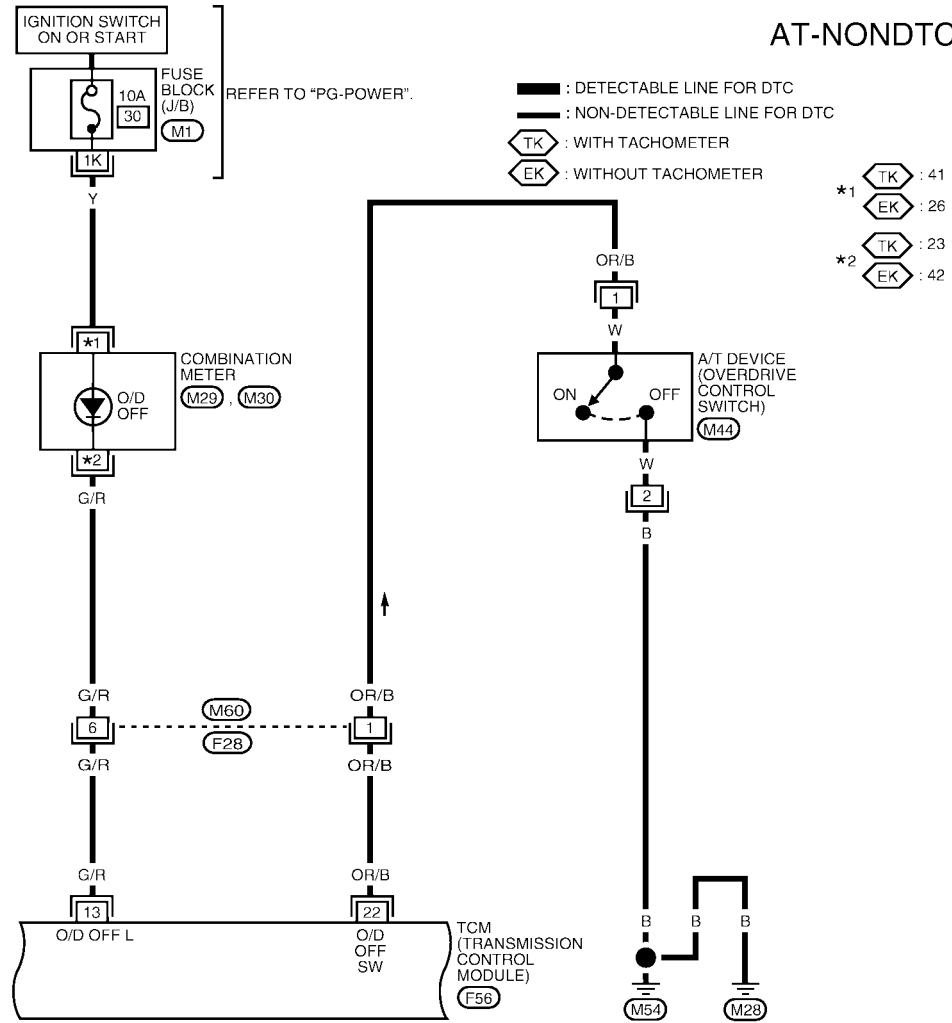 IGNITION SWITCH
ON OR START
AT-NONDTC
FUSE
BLOCK
(J/B)
M1
10A
30
REFER TO “PG-POWER”.
1K
Y
: DETECTABLE LINE FOR DTC
: NON-DETECTABLE LINE FOR DTC
TK : WITH TACHOMETER
EK : WITHOUT TACHOMETER
*1
TK : 41
EK : 26
*2
TK : 23
EK : 42
OR/B
1
W
*1
COMBINATION
METER
M29 , M30
O/D
OFF
*2
G/R
A/T DEVICE
(OVERDRIVE
CONTROL
SWITCH)
M44
ON
OFF
W
2
B
G/R
6
G/R
M60
F28
OR/B
1
OR/B
G/R
13
O/D OFF L
OR/B
22
O/D
OFF
SW
TCM
(TRANSMISSION
CONTROL
MODULE)
F56
B
B
B
M54
M28